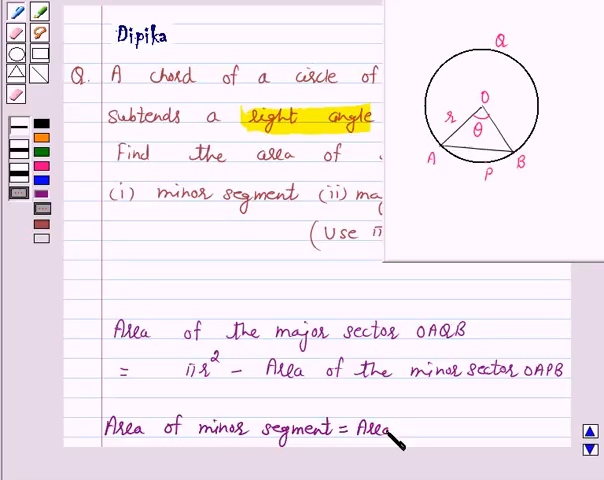 Dipika
Q. A chord of a circle of
subtends a right angle
Find the area of
(i) minor segment (ii) ma
(Use π
Q
O
r
θ
A
B
P
Area of the major sector OAQB
= πr² - Area of the minor sector OAPB
Area of minor segment = Area